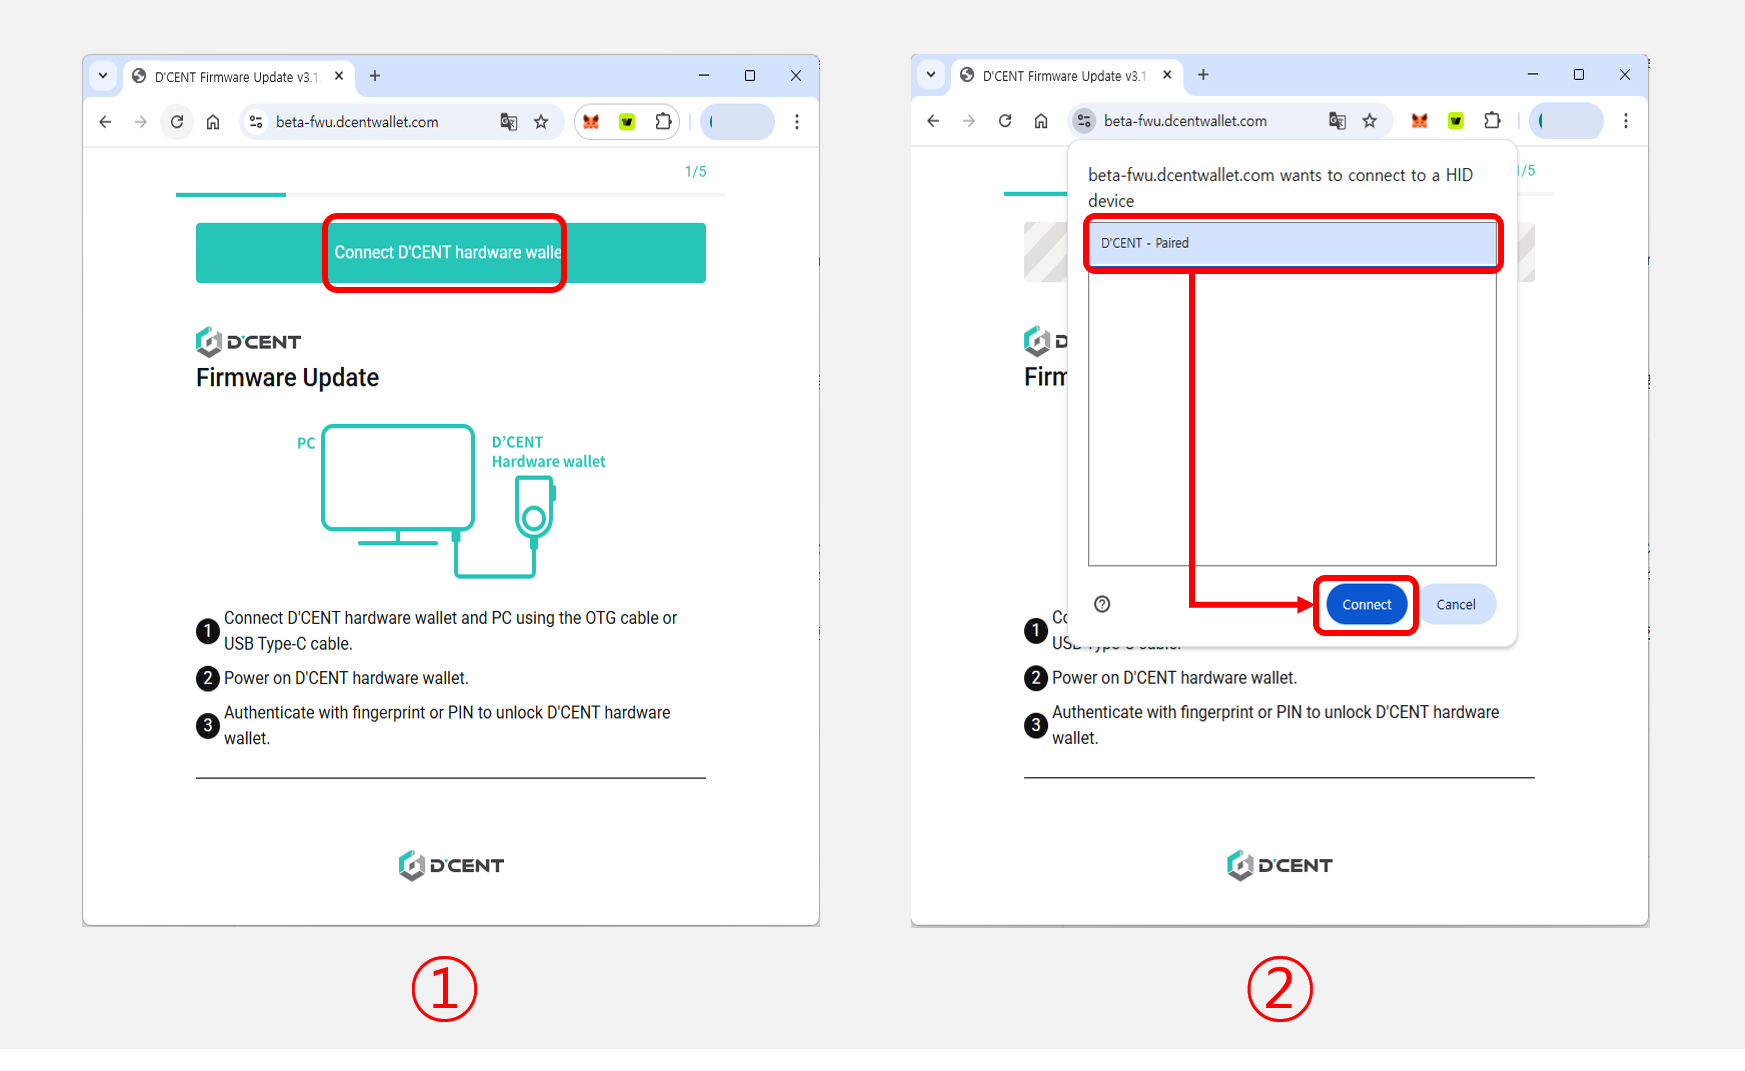 D'CENT Firmware Update v3.1
beta-fwu.dcentwallet.com
1/5
Connect D'CENT hardware walle
D'CENT
Firmware Update
PC
D'CENT
Hardware wallet
1 Connect D'CENT hardware wallet and PC using the OTG cable or
USB Type-C cable.
2 Power on D'CENT hardware wallet.
3 Authenticate with fingerprint or PIN to unlock D'CENT hardware
wallet.
D'CENT
①
D'CENT Firmware Update v3.1
beta-fwu.dcentwallet.com
1/5
beta-fwu.dcentwallet.com wants to connect to a HID
device
D'CENT - Paired
Connect
Cancel
D
Firm
1 Co
USB Type-C cable.
2 Power on D'CENT hardware wallet.
3 Authenticate with fingerprint or PIN to unlock D'CENT hardware
wallet.
D'CENT
②